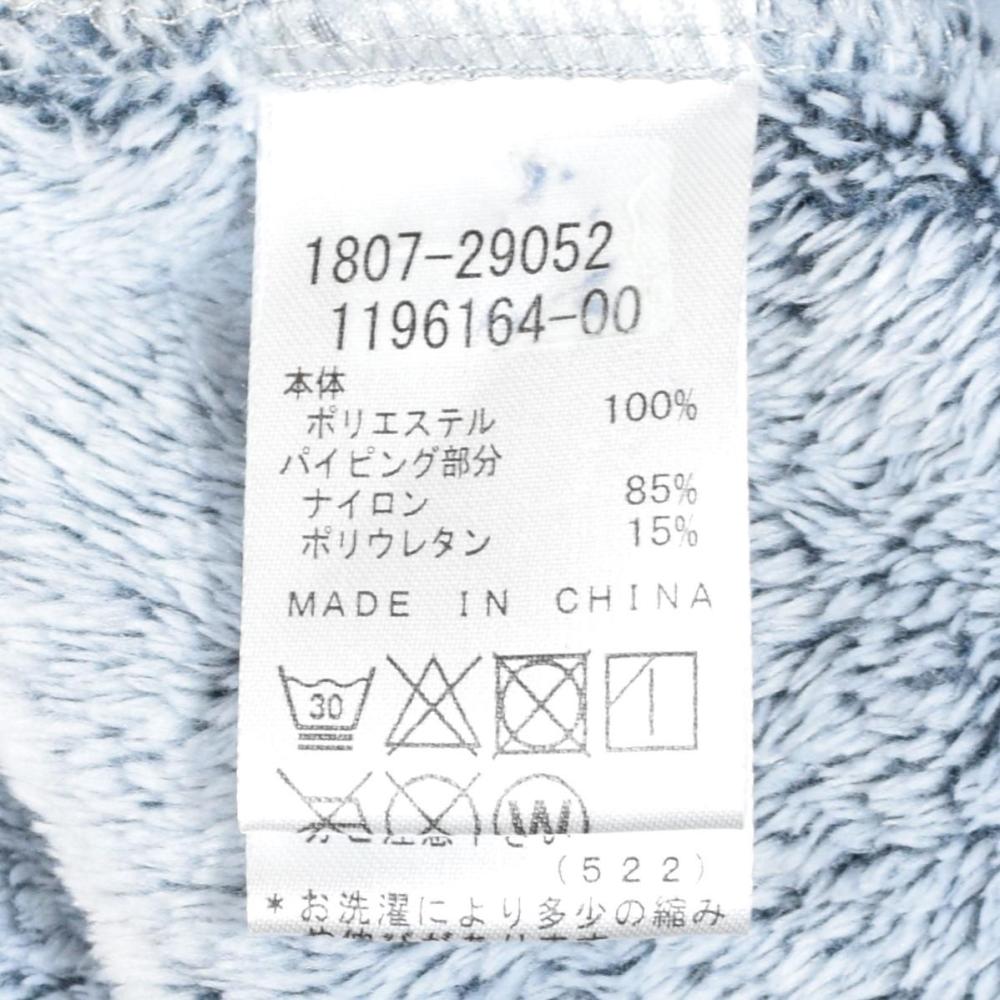 1807-29052
1196164-00
本体
ポリエステル 100%
パイピング部分
ナイロン 85%
ポリウレタン 15%
MADE IN CHINA
30
W
(522)
*お洗濯により多少の縮み